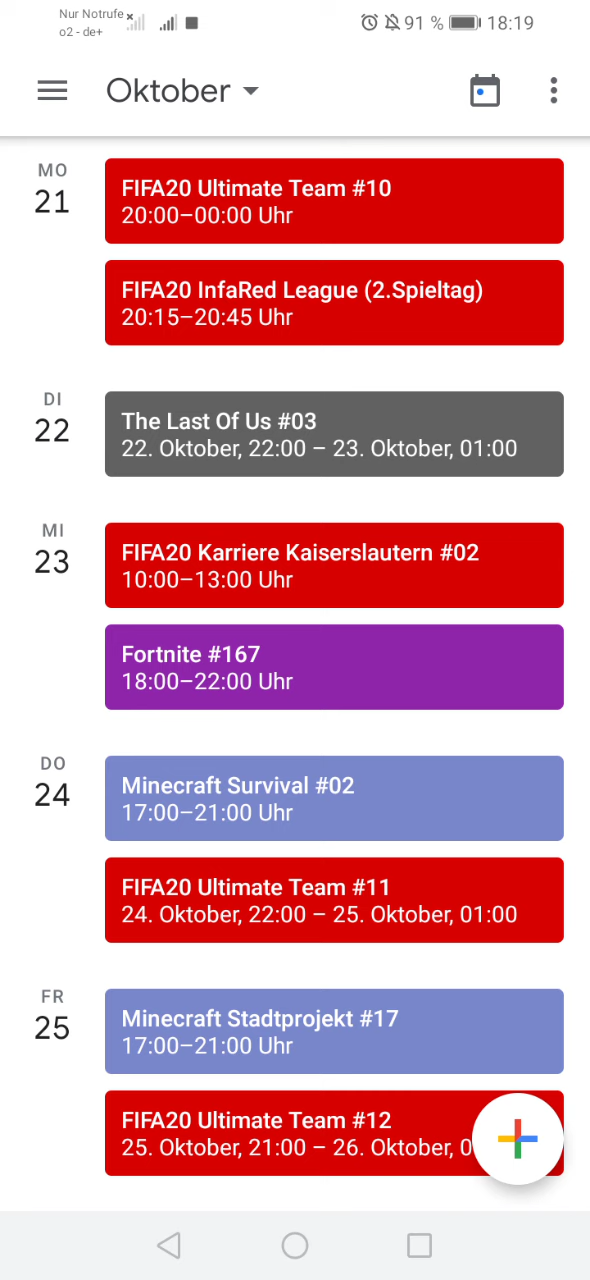 Nur Notrufe
o2 - de+
91 % 18:19
Oktober
MO
21
FIFA20 Ultimate Team #10
20:00–00:00 Uhr
FIFA20 InfaRed League (2.Spieltag)
20:15–20:45 Uhr
DI
22
The Last Of Us #03
22. Oktober, 22:00 – 23. Oktober, 01:00
MI
23
FIFA20 Karriere Kaiserslautern #02
10:00–13:00 Uhr
Fortnite #167
18:00–22:00 Uhr
DO
24
Minecraft Survival #02
17:00–21:00 Uhr
FIFA20 Ultimate Team #11
24. Oktober, 22:00 – 25. Oktober, 01:00
FR
25
Minecraft Stadtprojekt #17
17:00–21:00 Uhr
FIFA20 Ultimate Team #12
25. Oktober, 21:00 – 26. Oktober,